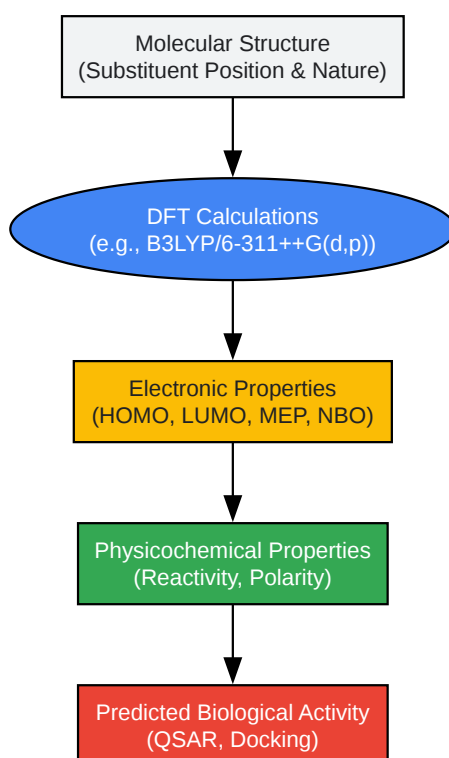 Molecular Structure
(Substituent Position & Nature)
DFT Calculations
(e.g., B3LYP/6-311++G(d,p))
Electronic Properties
(HOMO, LUMO, MEP, NBO)
Physicochemical Properties
(Reactivity, Polarity)
Predicted Biological Activity
(QSAR, Docking)